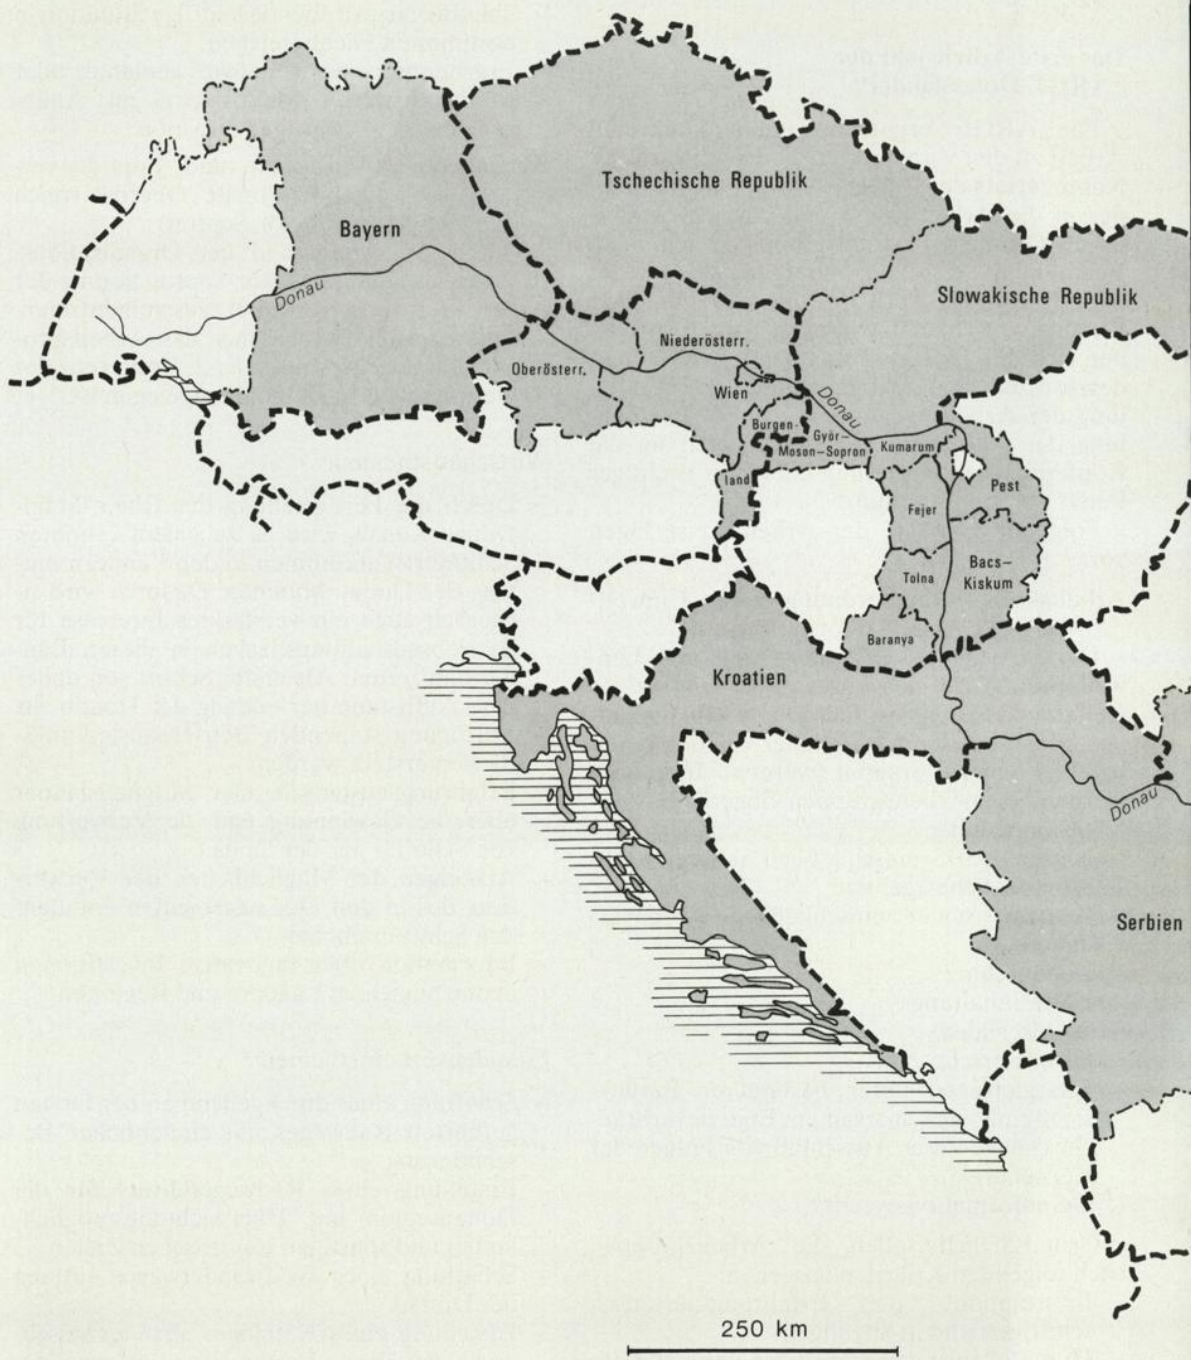 Tschechische Republik
Bayern
Donau
Slowakische Republik
Niederösterr.
Oberösterr.
Wien
Donau
Burgen-
Györ-
Moson-Sopron
Kumarum
land
Pest
Fejer
Bacs-
Kiskum
Tolna
Baranya
Kroatien
Donau
Serbien
250 km